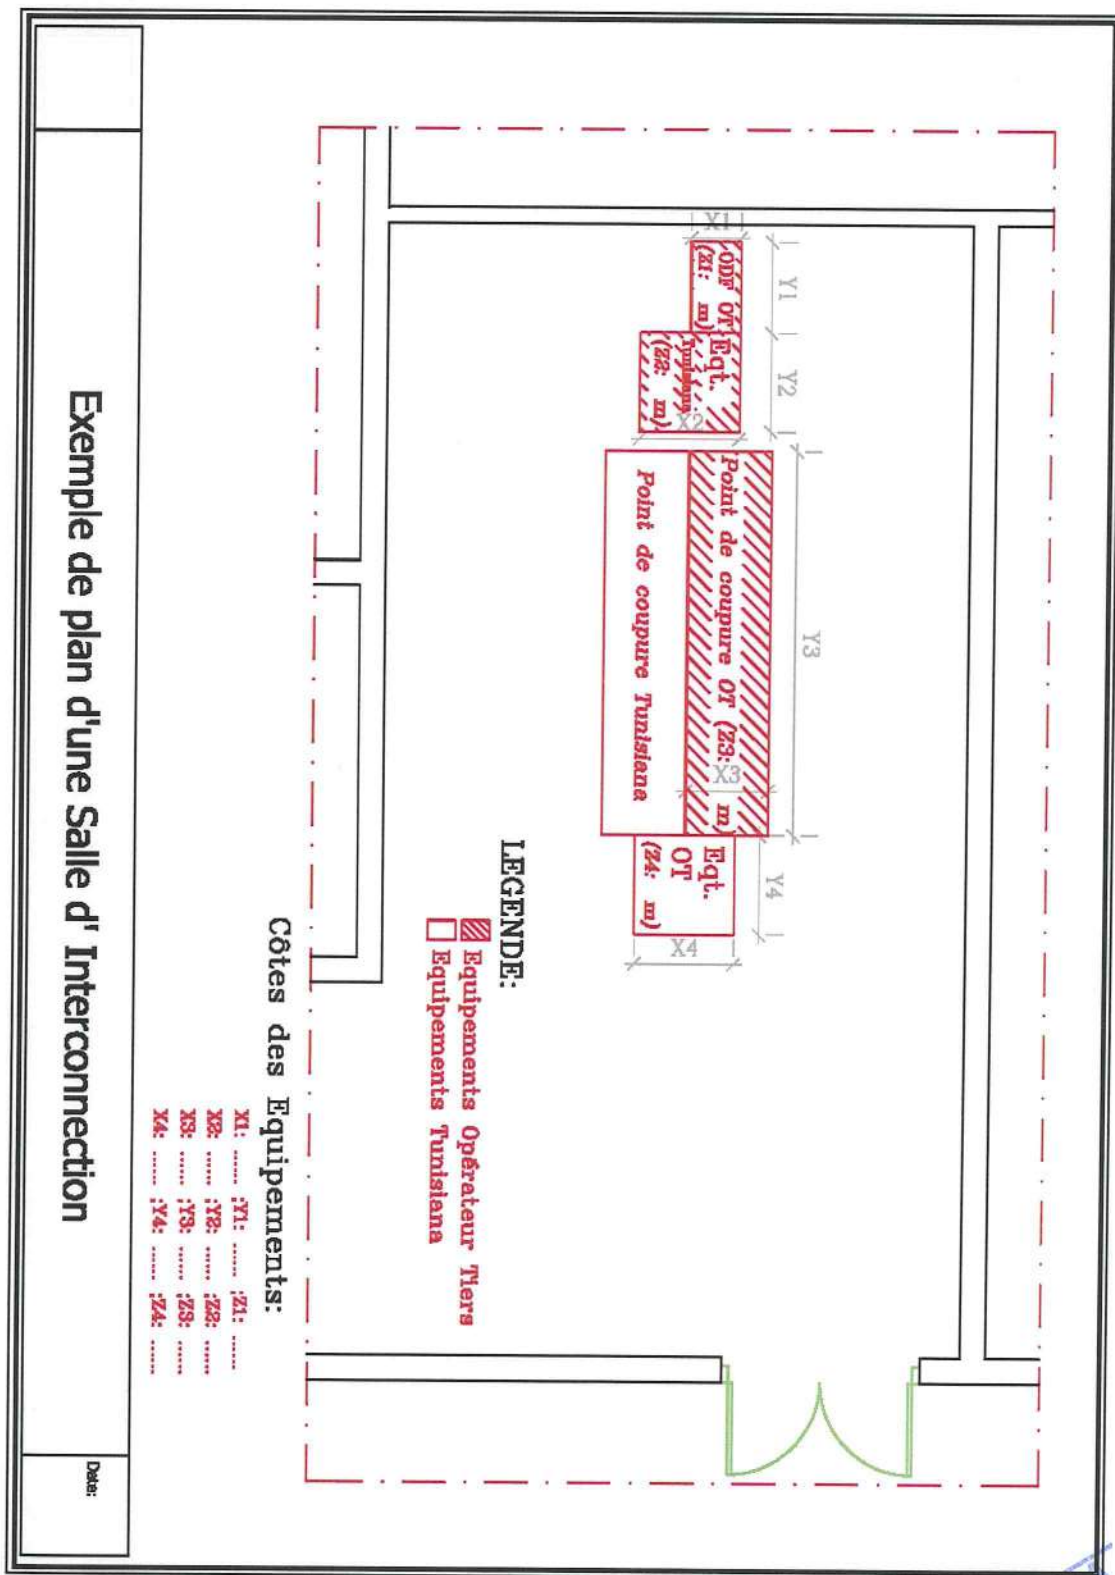 X1
Y1
Y2
Y3
Y4
ODF OT
(Z1: m)
Eqt.
Tunisiana
(Z2: m)
X2
Point de coupure OT (Z3: m)
X3
Point de coupure Tunisiana
Eqt.
OT
(Z4: m)
X4
LEGENDE:
Equipements Opérateur Tiers
Equipements Tunisiana
Côtes des Equipements:
X1: ...... ;Y1: ...... ;Z1: ......
X2: ...... ;Y2: ...... ;Z2: ......
X3: ...... ;Y3: ...... ;Z3: ......
X4: ...... ;Y4: ...... ;Z4: ......
Exemple de plan d'une Salle d' Interconnection
Date: